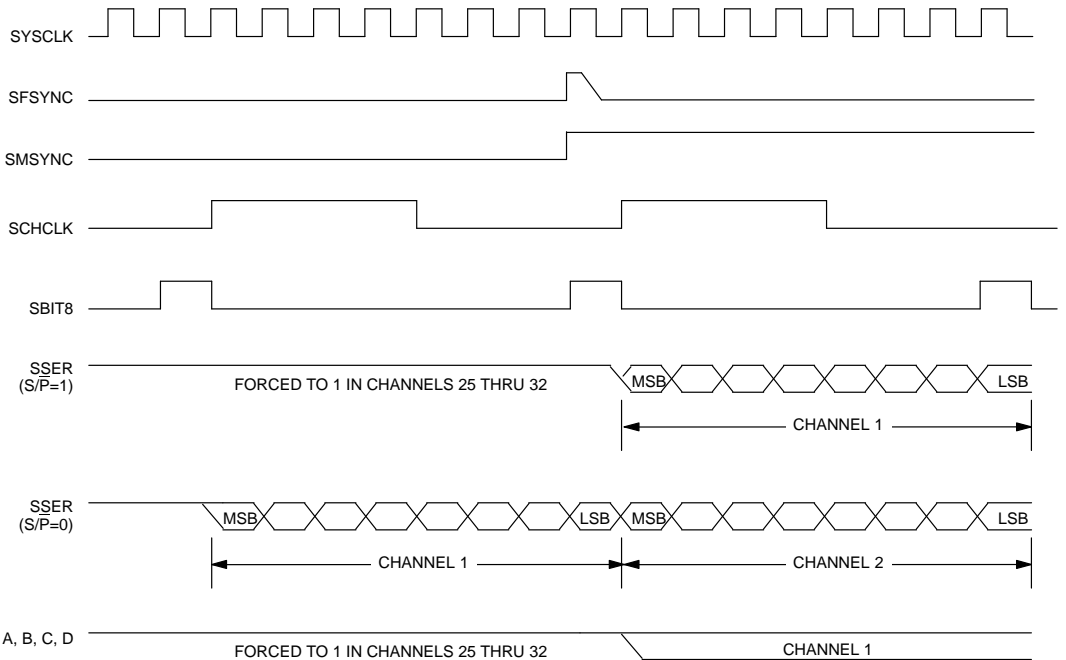 SYSCLK
SFSYNC
SMSYNC
SCHCLK
SBIT8
SSER
(S/P=1)
FORCED TO 1 IN CHANNELS 25 THRU 32
MSB
LSB
CHANNEL 1
SSER
(S/P=0)
MSB
LSB
MSB
LSB
CHANNEL 1
CHANNEL 2
A, B, C, D
FORCED TO 1 IN CHANNELS 25 THRU 32
CHANNEL 1